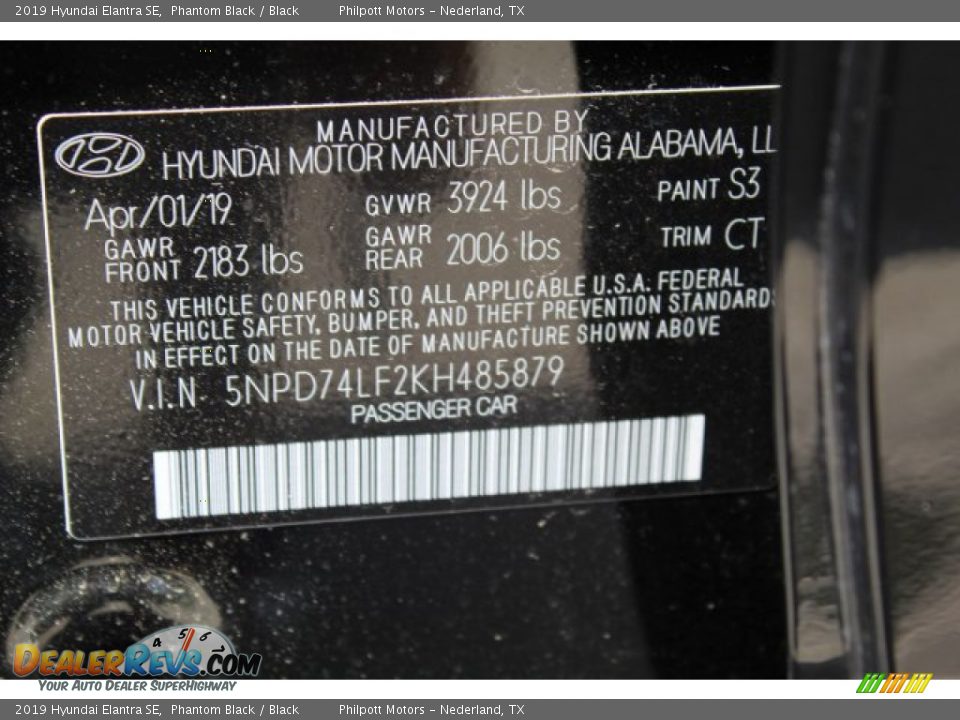 2019 Hyundai Elantra SE, Phantom Black / Black Philpott Motors - Nederland, TX
MANUFACTURED BY
HYUNDAI MOTOR MANUFACTURING ALABAMA, LL
Apr/01/19 GVWR 3924 lbs PAINT S3
GAWR FRONT 2183 lbs GAWR REAR 2006 lbs TRIM CT
THIS VEHICLE CONFORMS TO ALL APPLICABLE U.S.A. FEDERAL
MOTOR VEHICLE SAFETY, BUMPER, AND THEFT PREVENTION STANDARDS
IN EFFECT ON THE DATE OF MANUFACTURE SHOWN ABOVE
V.I.N 5NPD74LF2KH485879
PASSENGER CAR
4 5 6
DEALERREVS.COM
YOUR AUTO DEALER SUPERHIGHWAY
2019 Hyundai Elantra SE, Phantom Black / Black Philpott Motors - Nederland, TX